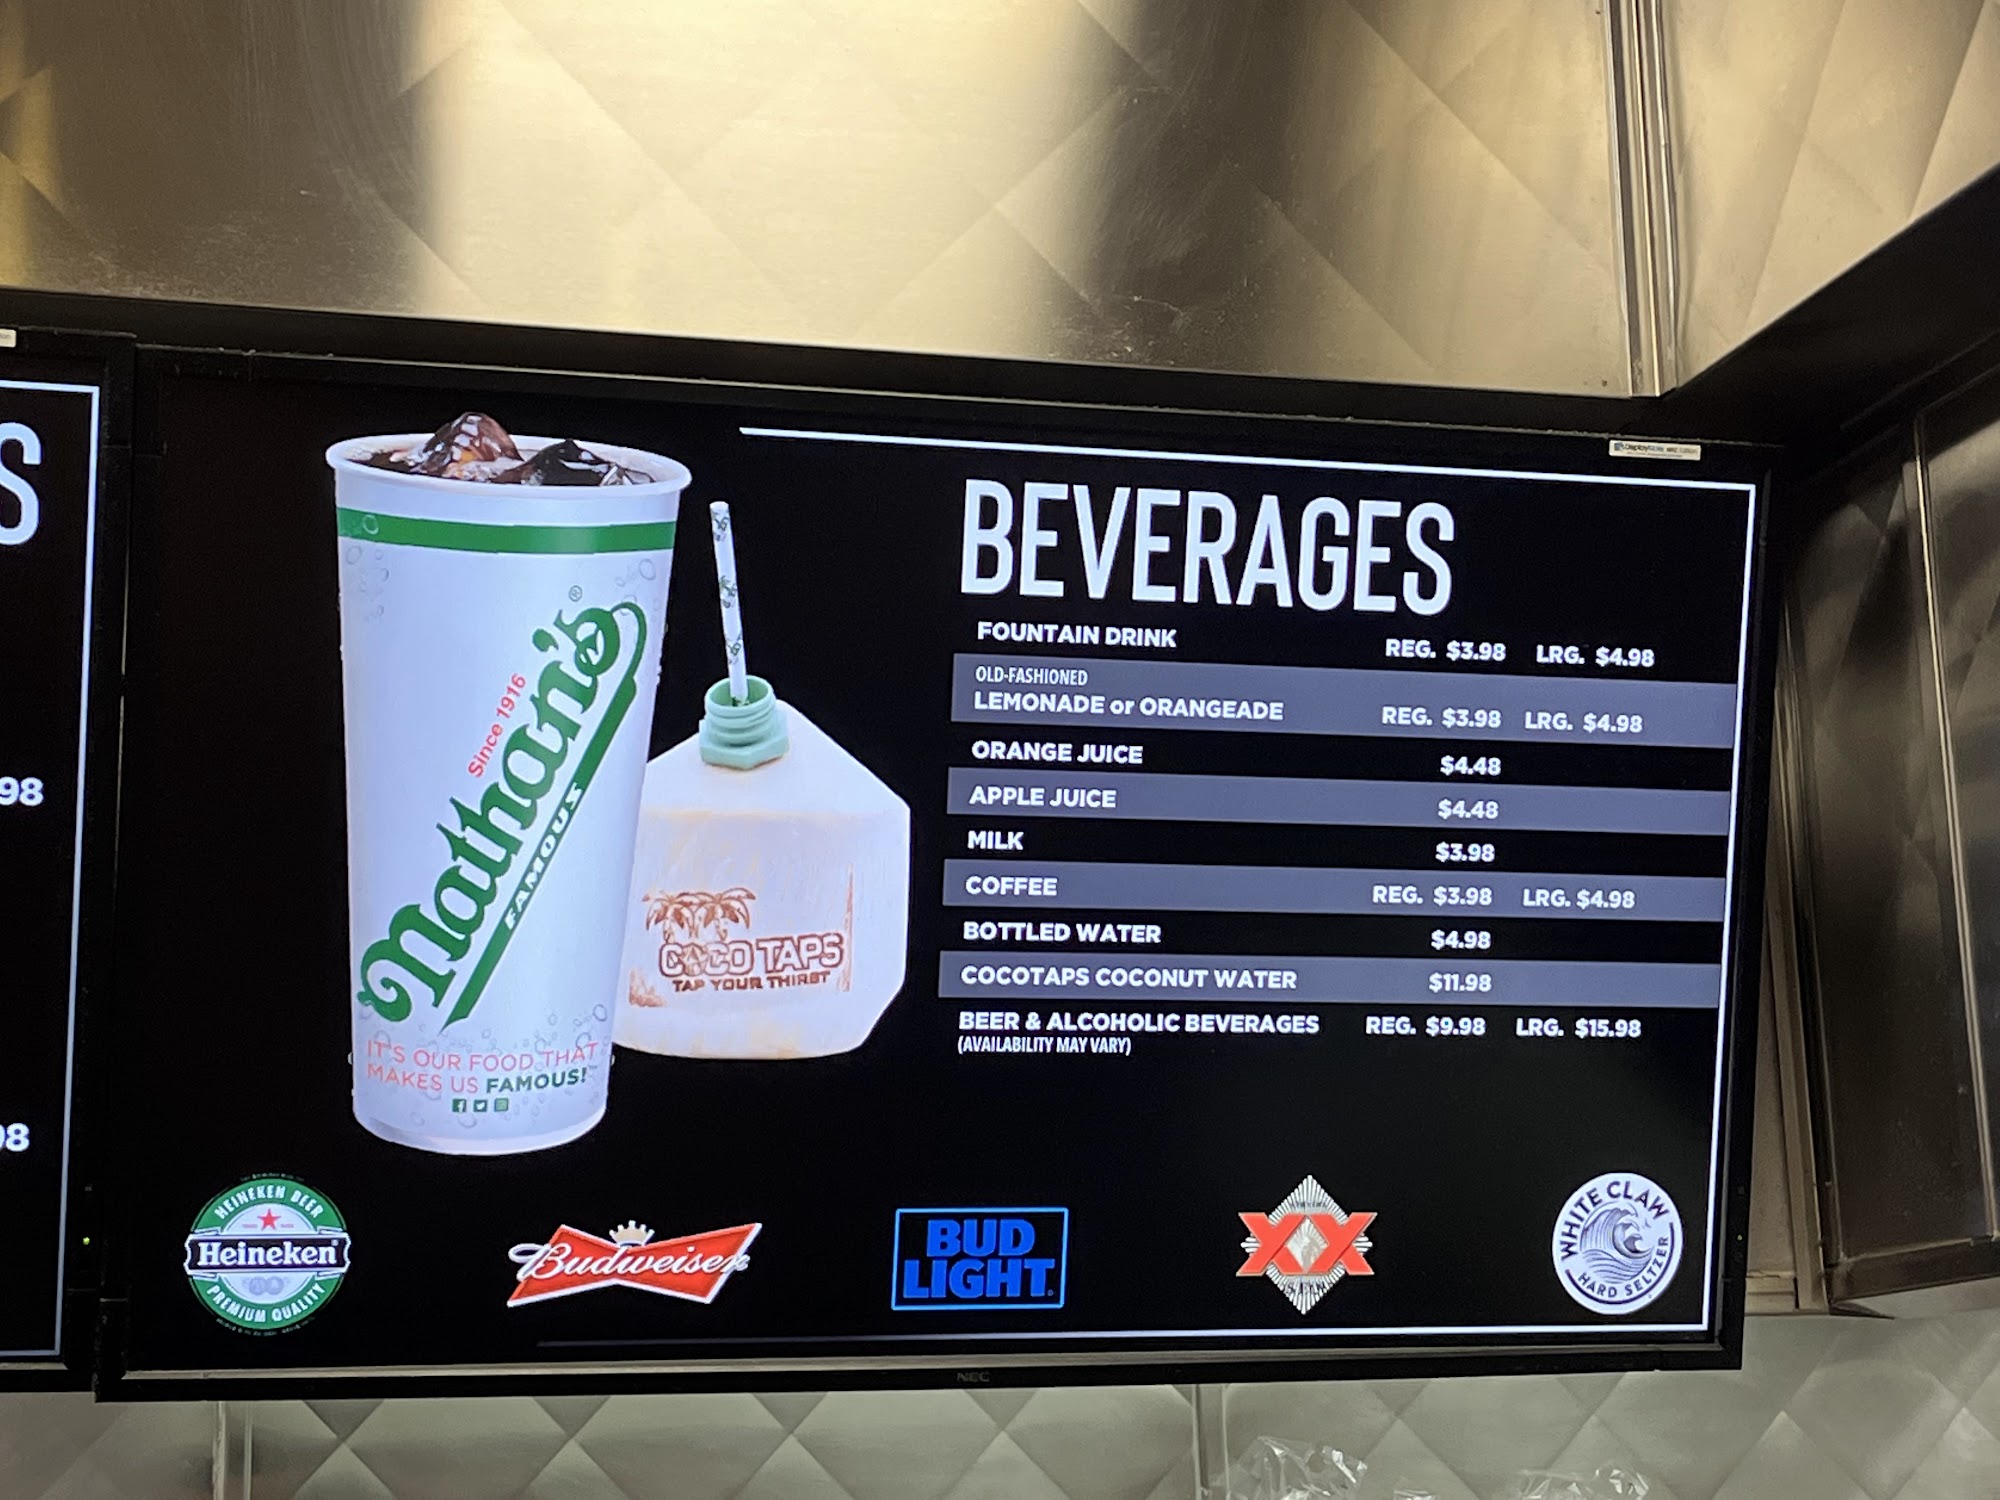 S
98
98
BEVERAGES
FOUNTAIN DRINK REG. $3.98 LRG. $4.98
OLD-FASHIONED
LEMONADE or ORANGEADE REG. $3.98 LRG. $4.98
ORANGE JUICE $4.48
APPLE JUICE $4.48
MILK $3.98
COFFEE REG. $3.98 LRG. $4.98
BOTTLED WATER $4.98
COCOTAPS COCONUT WATER $11.98
BEER & ALCOHOLIC BEVERAGES REG. $9.98 LRG. $15.98
(AVAILABILITY MAY VARY)
Since 1916
Nathan's®
FAMOUS
IT'S OUR FOOD THAT
MAKES US FAMOUS!
COCO TAPS
TAP YOUR THIRST
HEINEKEN BEER
Heineken
PREMIUM QUALITY
Budweiser
BUD
LIGHT
XX
WHITE CLAW
HARD SELTZER
NEC